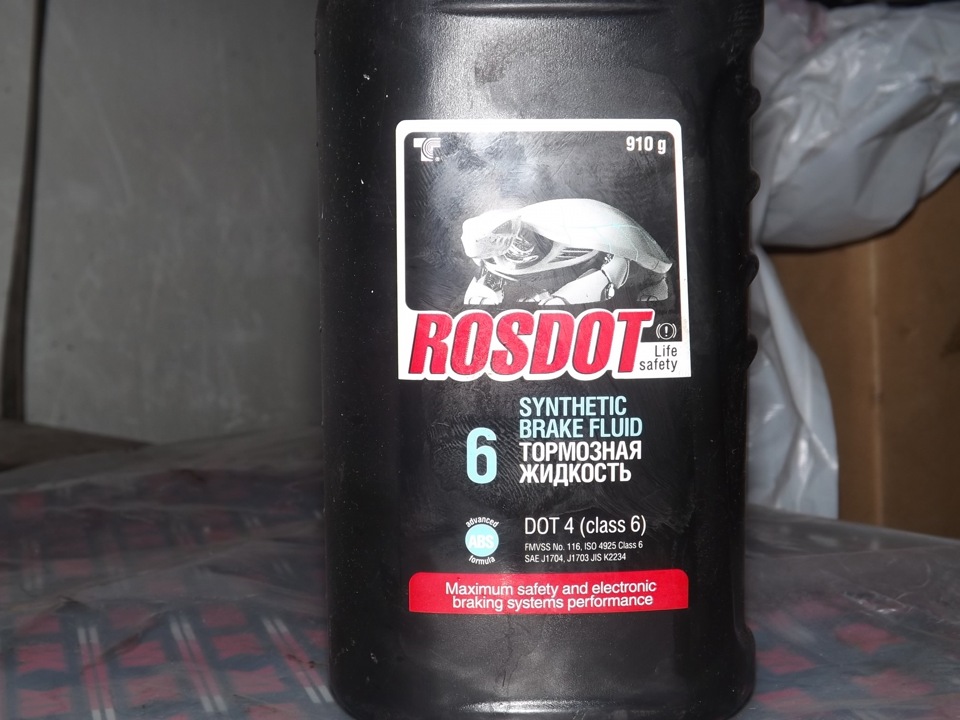 910 g
ROSDOT
Life
safety
6
SYNTHETIC
BRAKE FLUID
ТОРМОЗНАЯ
ЖИДКОСТЬ
advanced
ABS
formula
DOT 4 (class 6)
FMVSS No. 116, ISO 4925 Class 6
SAE J1704, J1703 JIS K2234
Maximum safety and electronic
braking systems performance